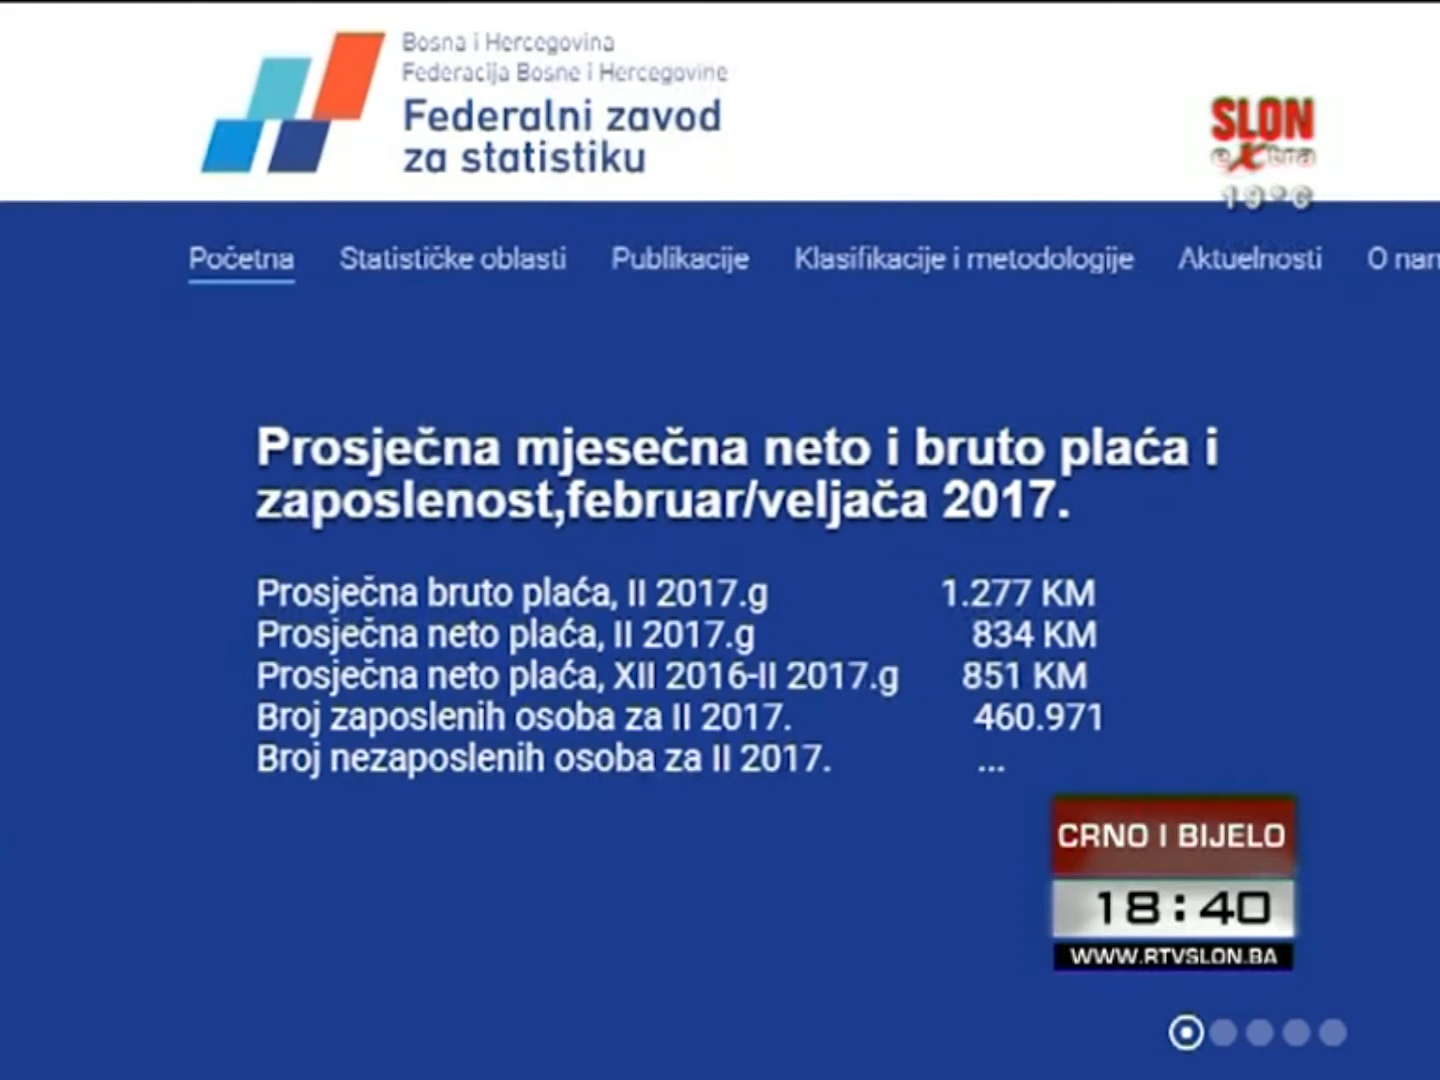 Bosna i Hercegovina
Federacija Bosne i Hercegovine
Federalni zavod
za statistiku
SLON
eXtra
Početna Statističke oblasti Publikacije Klasifikacije i metodologije Aktuelnosti O nam
Prosječna mjesečna neto i bruto plaća i
zaposlenost,februar/veljača 2017.
Prosječna bruto plaća, II 2017.g 1.277 KM
Prosječna neto plaća, II 2017.g 834 KM
Prosječna neto plaća, XII 2016-II 2017.g 851 KM
Broj zaposlenih osoba za II 2017. 460.971
Broj nezaposlenih osoba za II 2017. ...
CRNO I BIJELO
18:40
WWW.RTVSLON.BA